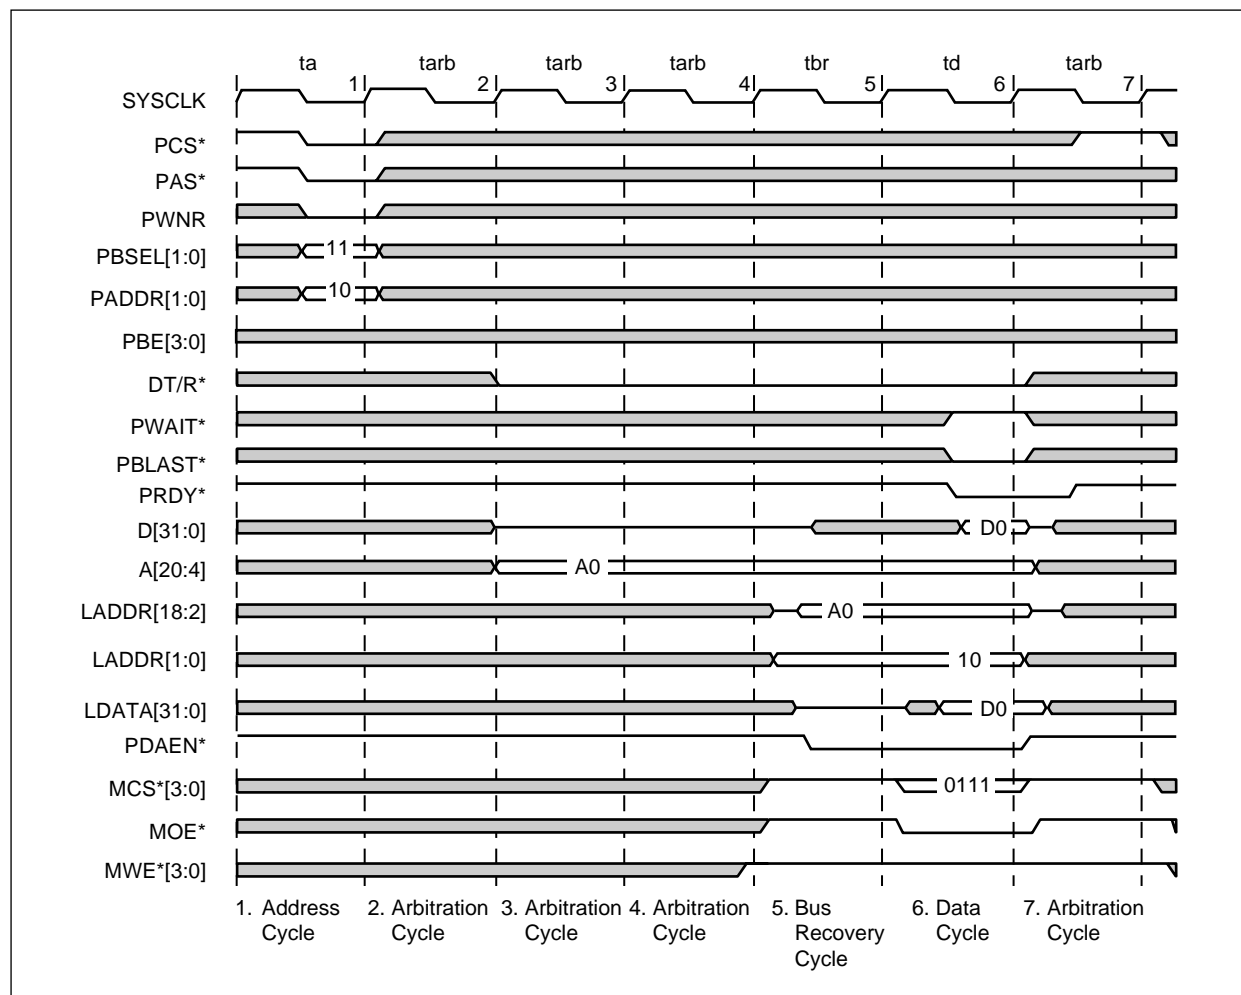 ta tarb tarb tarb tbr td tarb
1 2 3 4 5 6 7
SYSCLK
PCS*
PAS*
PWNR
PBSEL[1:0] 11
PADDR[1:0] 10
PBE[3:0]
DT/R*
PWAIT*
PBLAST*
PRDY*
D[31:0] D0
A[20:4] A0
LADDR[18:2] A0
LADDR[1:0] 10
LDATA[31:0] D0
PDAEN*
MCS*[3:0] 0111
MOE*
MWE*[3:0]
1. Address 2. Arbitration 3. Arbitration 4. Arbitration 5. Bus 6. Data 7. Arbitration
Cycle Cycle Cycle Cycle Recovery Cycle Cycle
Cycle